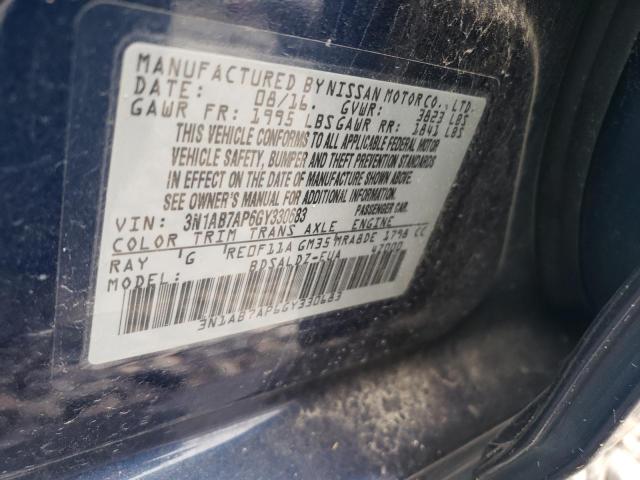 MANUFACTURED BY NISSAN MOTOR CO., LTD.
DATE: 08/16. GVWR: 3823 LBS
GAWR FR: 1995 LBS GAWR RR: 1841 LBS
THIS VEHICLE CONFORMS TO ALL APPLICABLE FEDERAL MOTOR
VEHICLE SAFETY, BUMPER AND THEFT PREVENTION STANDARDS
IN EFFECT ON THE DATE OF MANUFACTURE SHOWN ABOVE.
SEE OWNER'S MANUAL FOR ADDITIONAL INFORMATION.
VIN: 3N1AB7AP6GY330683 PASSENGER CAR.
COLOR TRIM TRANS AXLE ENGINE
RAY 'G 'RE0F11A GM35 'MRA8DE 1798 CC
MODEL: BDSALDZ-EUA 47000
3N1AB7AP6GY330683